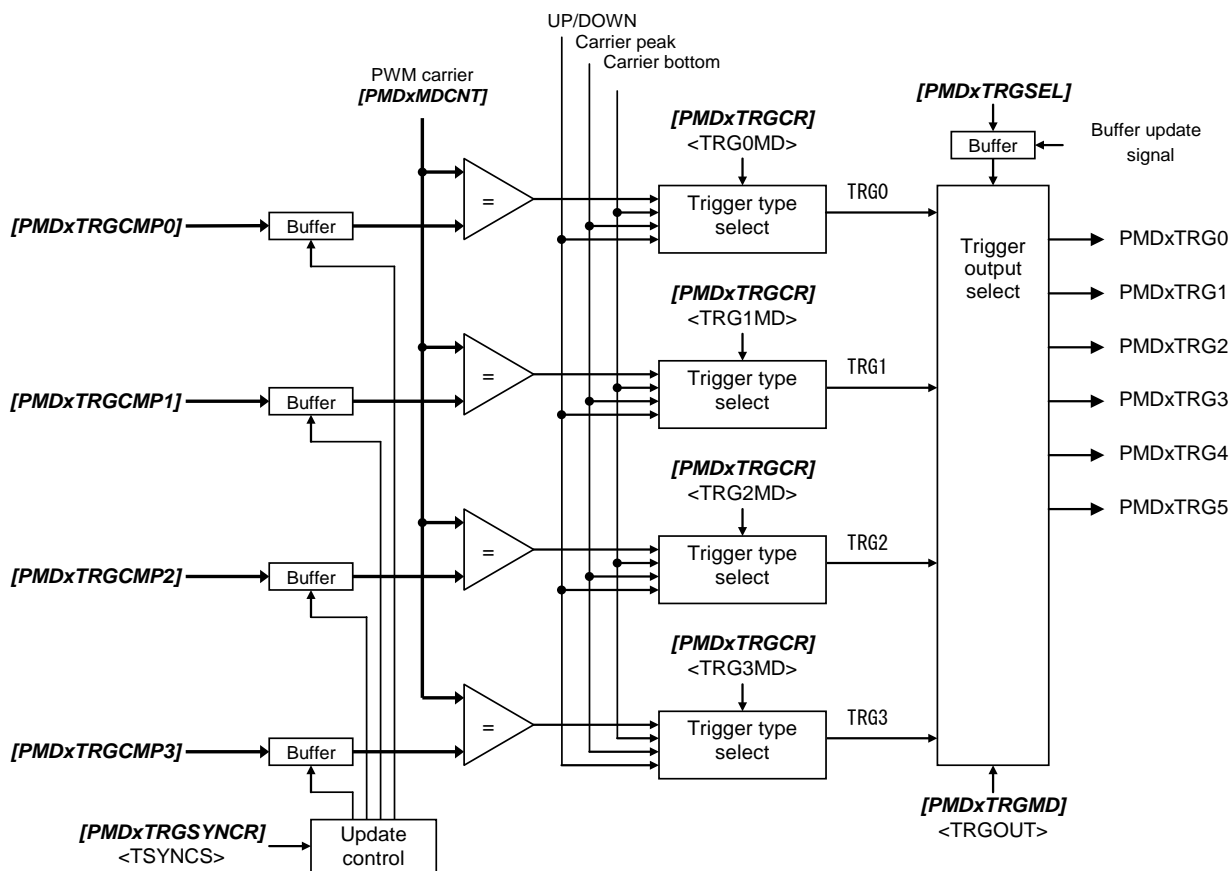 UP/DOWN
Carrier peak
Carrier bottom
PWM carrier
[PMDxMDCNT]
[PMDxTRGSEL]
Buffer
Buffer update
signal
[PMDxTRGCR]
<TRG0MD>
[PMDxTRGCMP0]
Buffer
=
Trigger type
select
TRG0
[PMDxTRGCR]
<TRG1MD>
[PMDxTRGCMP1]
Buffer
=
Trigger type
select
TRG1
[PMDxTRGCR]
<TRG2MD>
[PMDxTRGCMP2]
Buffer
=
Trigger type
select
TRG2
[PMDxTRGCR]
<TRG3MD>
[PMDxTRGCMP3]
Buffer
=
Trigger type
select
TRG3
Trigger
output
select
PMDxTRG0
PMDxTRG1
PMDxTRG2
PMDxTRG3
PMDxTRG4
PMDxTRG5
[PMDxTRGSYNCR]
<TSYNCS>
Update
control
[PMDxTRGMD]
<TRGOUT>